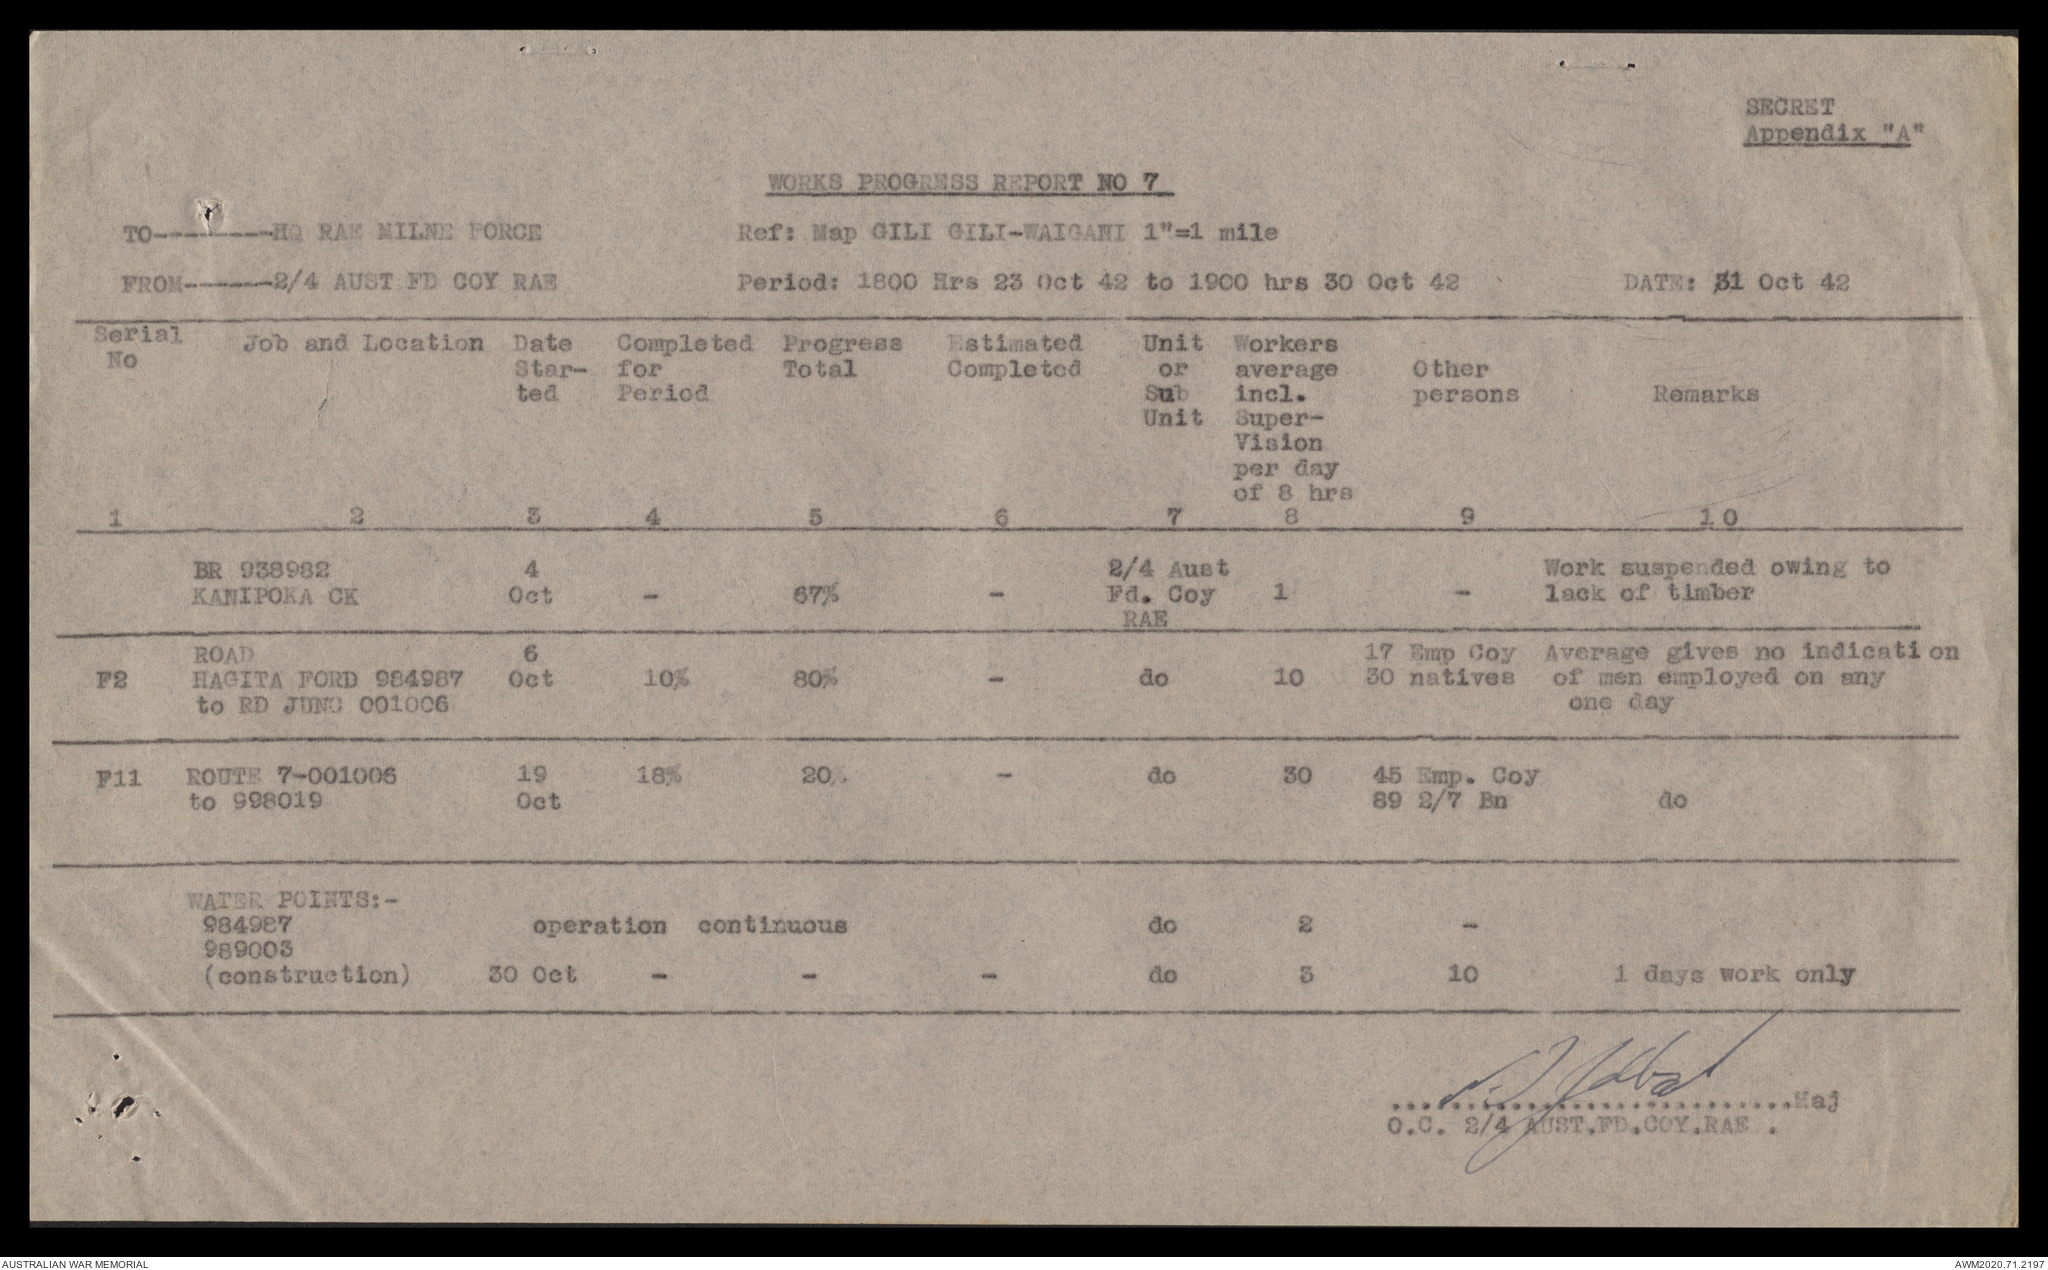 SECRET
Appendix "A"
WORKS PROGRESS REPORT NO 7
TO---------HQ RAE MILNE FORCE Ref: Map GILI GILI-WAIGANI 1"=1 mile
FROM------2/4 AUST FD COY RAE Period: 1800 Hrs 23 Oct 42 to 1900 hrs 30 Oct 42 DATE: 31 Oct 42
Serial Job and Location Date Completed Progress Estimated Unit Workers
No Star- for Total Completed or average Other
ted Period Sub incl. persons Remarks
Unit Super-
Vision
per day
of 8 hrs
1 2 3 4 5 6 7 8 9 10
BR 938982 4 2/4 Aust Work suspended owing to
KANIPOKA CK Oct - 67% - Fd. Coy 1 - lack of timber
RAE
ROAD 6 17 Emp Coy Average gives no indication
F2 HAGITA FORD 984987 Oct 10% 80% - do 10 30 natives of men employed on any
to RD JUNC 001006 one day
F11 ROUTE 7-001006 19 18% 20% - do 30 45 Emp. Coy
to 998019 Oct 89 2/7 Bn do
WATER POINTS:-
984987 operation continuous do 2 -
989003
(construction) 30 Oct - - - do 3 10 1 days work only
..............................Maj
O.C. 2/4 AUST.FD.COY.RAE .
AUSTRALIAN WAR MEMORIAL AWM2020.71.2197